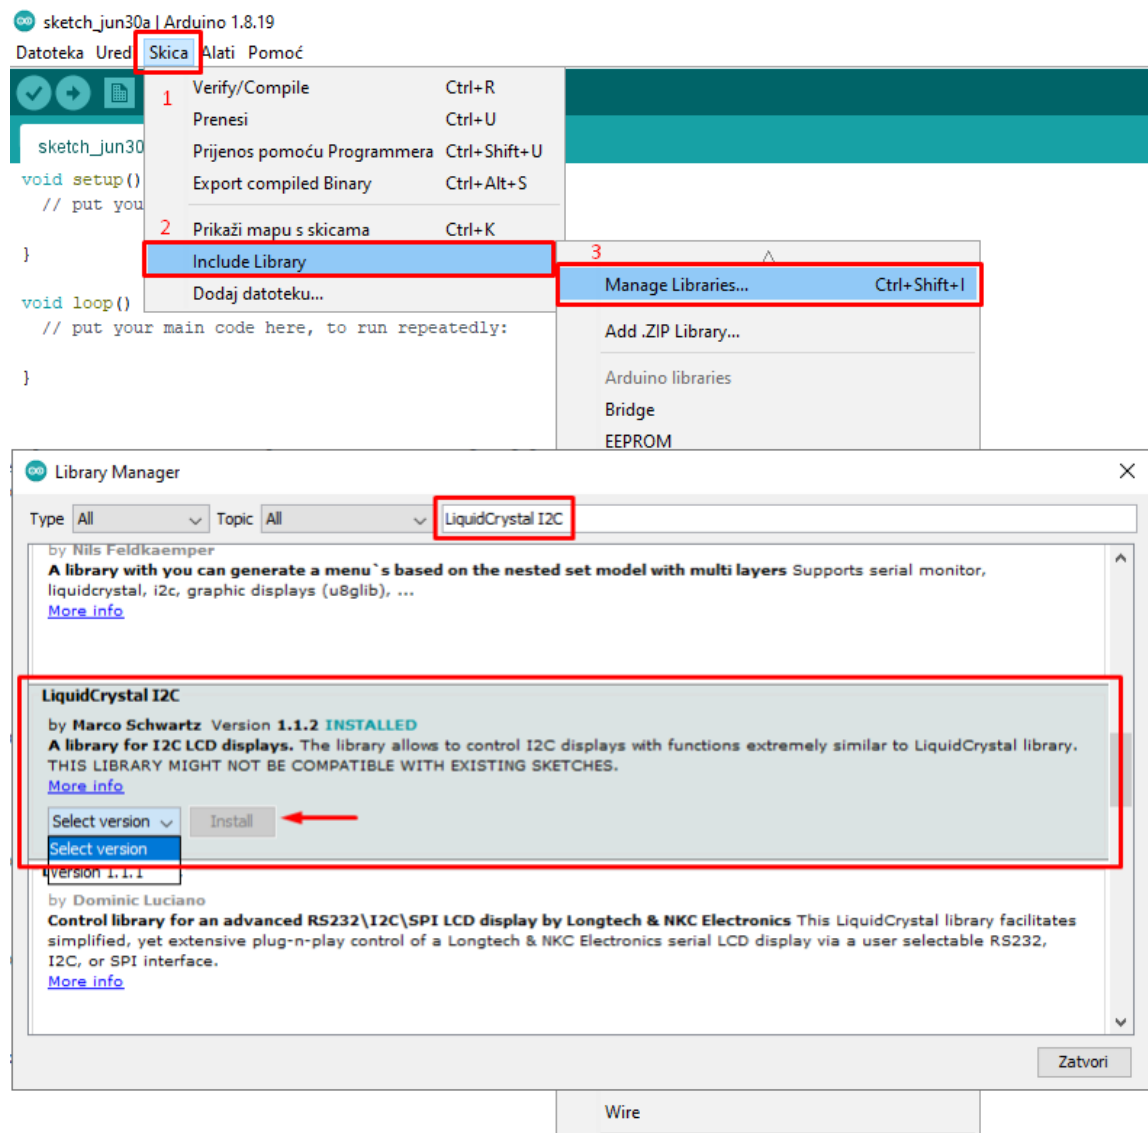 sketch_jun30a | Arduino 1.8.19
Datoteka Uredi Skica Alati Pomoć
1
Verify/Compile Ctrl+R
Prenesi Ctrl+U
sketch_jun30
Prijenos pomoću Programmera Ctrl+Shift+U
void setup()
Export compiled Binary Ctrl+Alt+S
// put you
2
Prikaži mapu s skicama Ctrl+K
}
Include Library
3
Manage Libraries... Ctrl+Shift+I
void loop()
Dodaj datoteku...
// put your main code here, to run repeatedly:
Add .ZIP Library...
}
Arduino libraries
Bridge
EEPROM
Library Manager
Type All Topic All LiquidCrystal I2C
by Nils Feldkaemper
A library with you can generate a menu`s based on the nested set model with multi layers Supports serial monitor,
liquidcrystal, i2c, graphic displays (u8glib), ...
More info
LiquidCrystal I2C
by Marco Schwartz Version 1.1.2 INSTALLED
A library for I2C LCD displays. The library allows to control I2C displays with functions extremely similar to LiquidCrystal library.
THIS LIBRARY MIGHT NOT BE COMPATIBLE WITH EXISTING SKETCHES.
More info
Select version Install
Select version
Version 1.1.1
by Dominic Luciano
Control library for an advanced RS232\I2C\SPI LCD display by Longtech & NKC Electronics This LiquidCrystal library facilitates
simplified, yet extensive plug-n-play control of a Longtech & NKC Electronics serial LCD display via a user selectable RS232,
I2C, or SPI interface.
More info
Zatvori
Wire